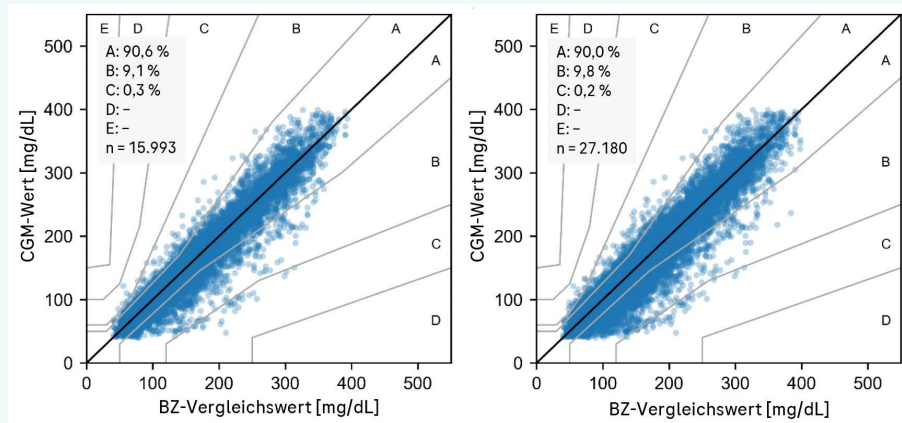 E D C B A
A: 90,6 %
B: 9,1 %
C: 0,3 %
D: –
E: –
n = 15.993
A
B
C
D
500
400
300
200
100
0
0 100 200 300 400 500
CGM-Wert [mg/dL]
BZ-Vergleichswert [mg/dL]
E D C B A
A: 90,0 %
B: 9,8 %
C: 0,2 %
D: –
E: –
n = 27.180
A
B
C
D
500
400
300
200
100
0
0 100 200 300 400 500
CGM-Wert [mg/dL]
BZ-Vergleichswert [mg/dL]